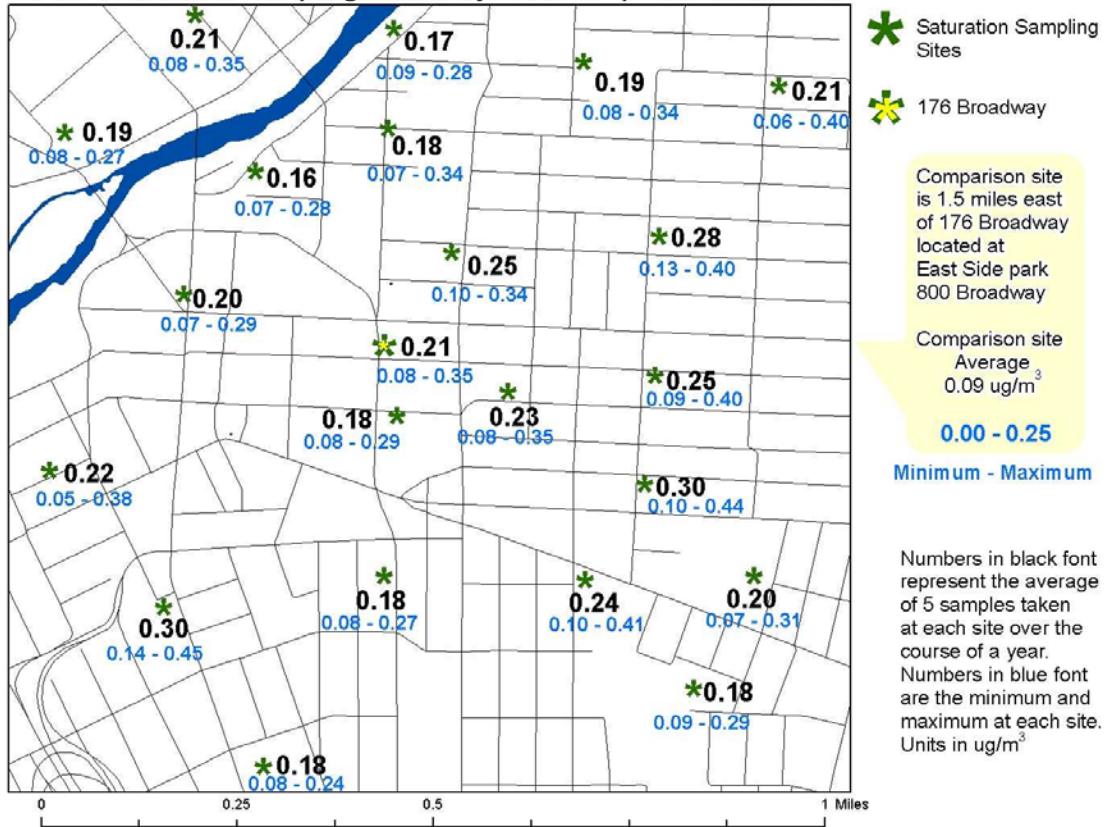 0.21
0.08 - 0.35
0.17
0.09 - 0.28
0.19
0.08 - 0.34
0.21
0.06 - 0.40
0.19
0.08 - 0.27
0.18
0.07 - 0.34
0.16
0.07 - 0.28
0.28
0.13 - 0.40
0.25
0.10 - 0.34
0.20
0.07 - 0.29
0.21
0.08 - 0.35
0.25
0.09 - 0.40
0.23
0.08 - 0.35
0.18
0.08 - 0.29
0.22
0.05 - 0.38
0.30
0.10 - 0.44
0.18
0.08 - 0.27
0.24
0.10 - 0.41
0.20
0.07 - 0.31
0.30
0.14 - 0.45
0.18
0.09 - 0.29
0.18
0.08 - 0.24
0
0.25
0.5
1 Miles
Saturation Sampling
Sites
176 Broadway
Comparison site
is 1.5 miles east
of 176 Broadway
located at
East Side park
800 Broadway
Comparison site
Average
0.09 ug/m³
0.00 - 0.25
Minimum - Maximum
Numbers in black font
represent the average
of 5 samples taken
at each site over the
course of a year.
Numbers in blue font
are the minimum and
maximum at each site.
Units in ug/m³